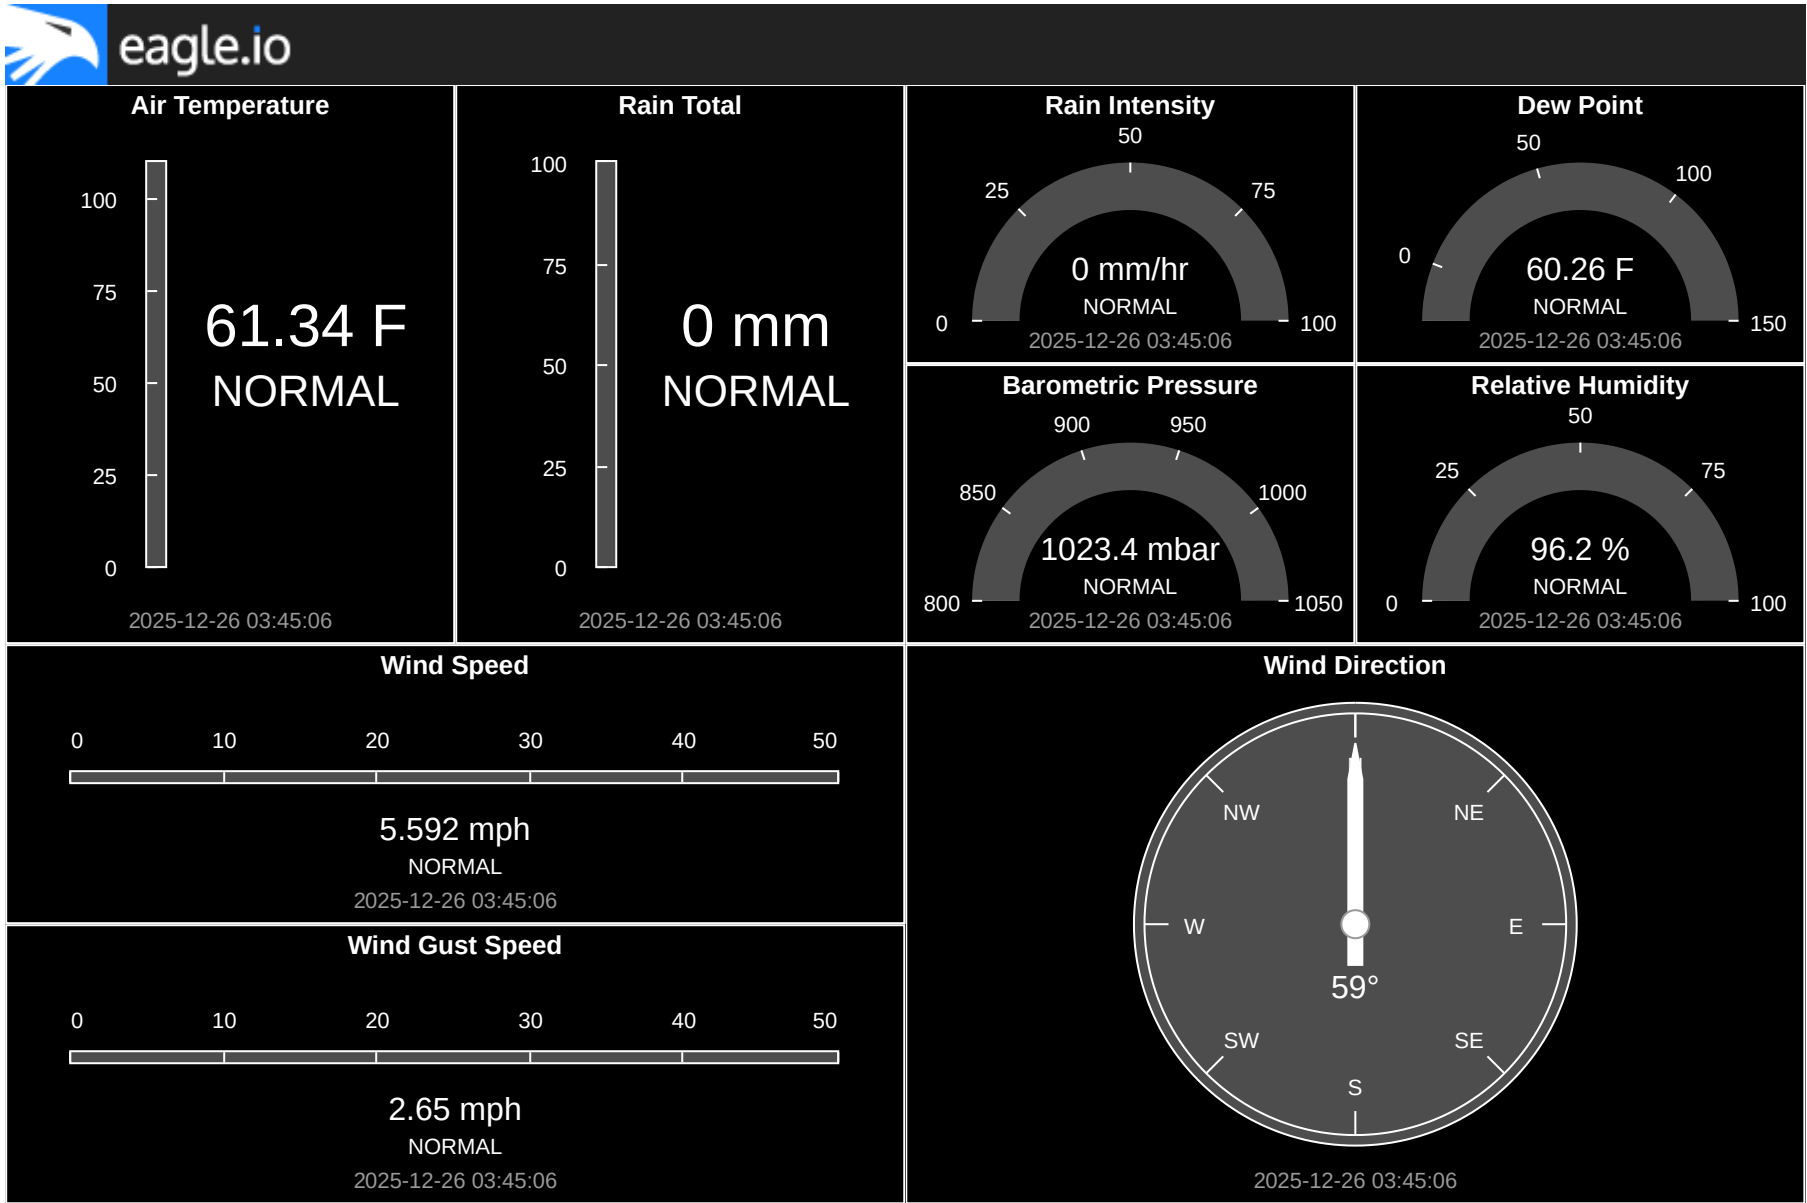 eagle.io
Air Temperature
100
75
50
25
0
61.34 F
NORMAL
2025-12-26 03:45:06
Rain Total
100
75
50
25
0
0 mm
NORMAL
2025-12-26 03:45:06
Rain Intensity
0
25
50
75
100
0 mm/hr
NORMAL
2025-12-26 03:45:06
Dew Point
0
50
100
150
60.26 F
NORMAL
2025-12-26 03:45:06
Barometric Pressure
800
850
900
950
1000
1050
1023.4 mbar
NORMAL
2025-12-26 03:45:06
Relative Humidity
0
25
50
75
100
96.2 %
NORMAL
2025-12-26 03:45:06
Wind Speed
0 10 20 30 40 50
5.592 mph
NORMAL
2025-12-26 03:45:06
Wind Gust Speed
0 10 20 30 40 50
2.65 mph
NORMAL
2025-12-26 03:45:06
Wind Direction
NW NE
W E
59°
SW SE
S
2025-12-26 03:45:06